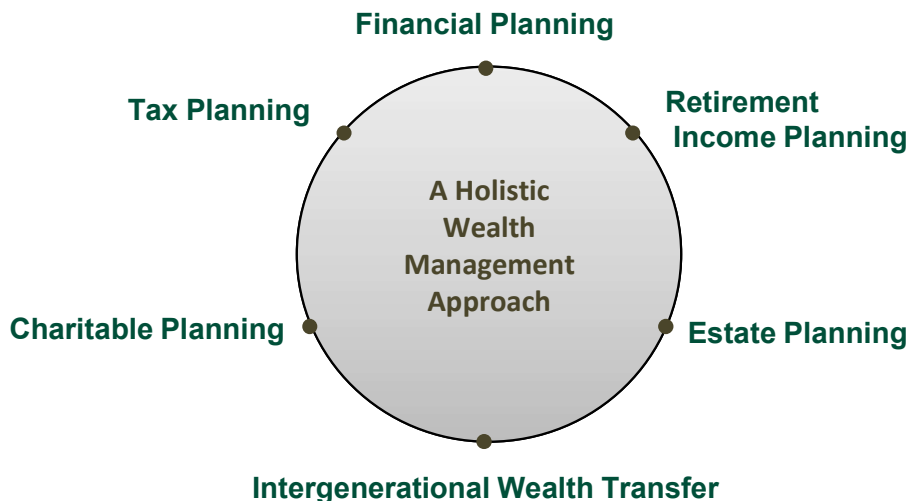 Financial Planning
Tax Planning
Retirement
Income Planning
A Holistic
Wealth
Management
Approach
Charitable Planning
Estate Planning
Intergenerational Wealth Transfer